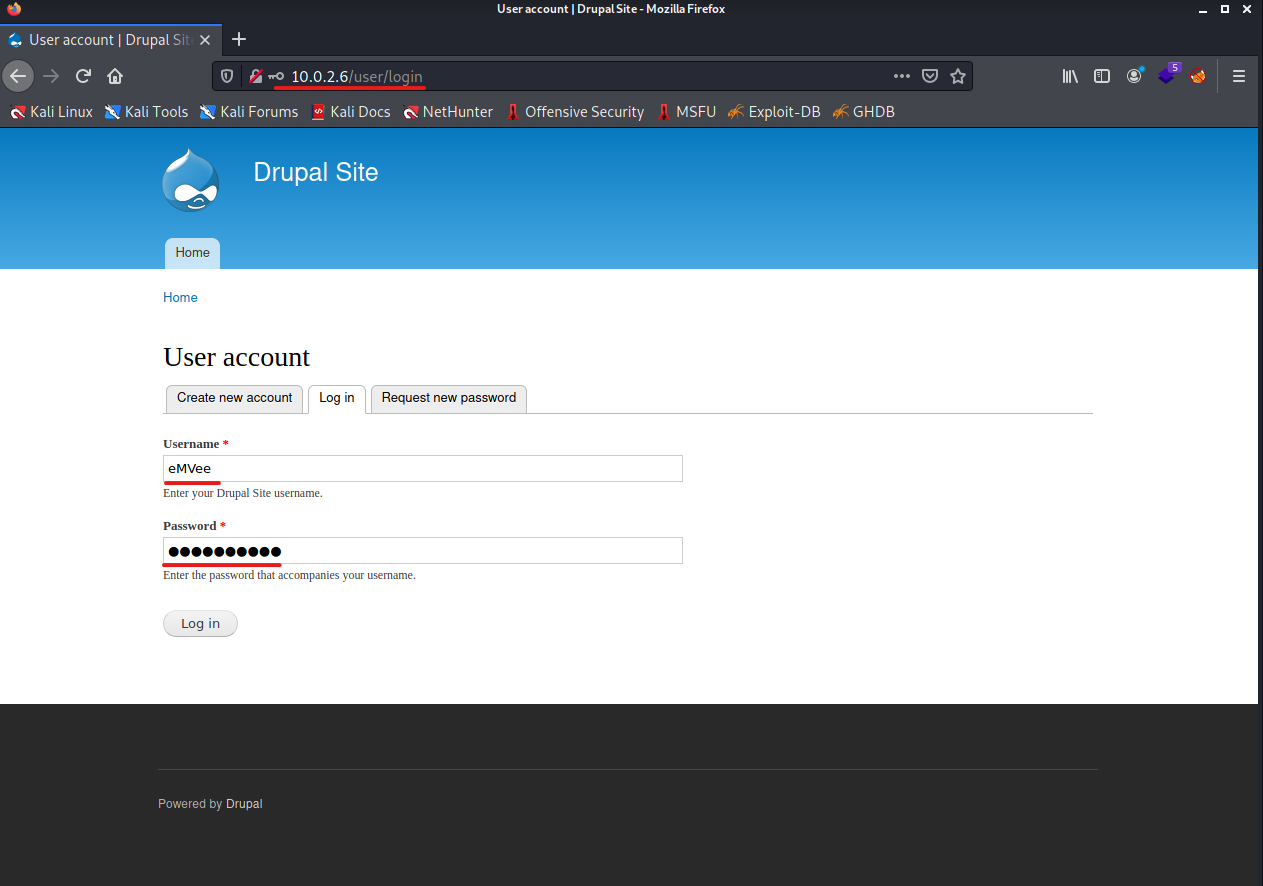 User account | Drupal Site - Mozilla Firefox
User account | Drupal Sit
10.0.2.6/user/login
5
Kali Linux Kali Tools Kali Forums Kali Docs NetHunter Offensive Security MSFU Exploit-DB GHDB
Drupal Site
Home
Home
User account
Create new account Log in Request new password
Username *
eMVee
Enter your Drupal Site username.
Password *
Enter the password that accompanies your username.
Log in
Powered by Drupal